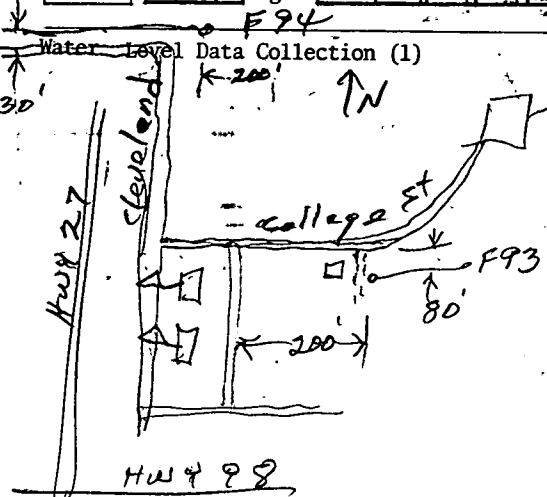 F94
Water Level Data Collection (1)
30'
200'
N
Cleveland
Hwy 27
College St
F93
80'
200'
Hwy 98